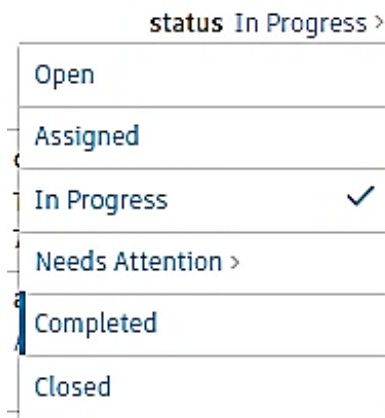 status In Progress >
Open
Assigned
In Progress
Needs Attention >
Completed
Closed